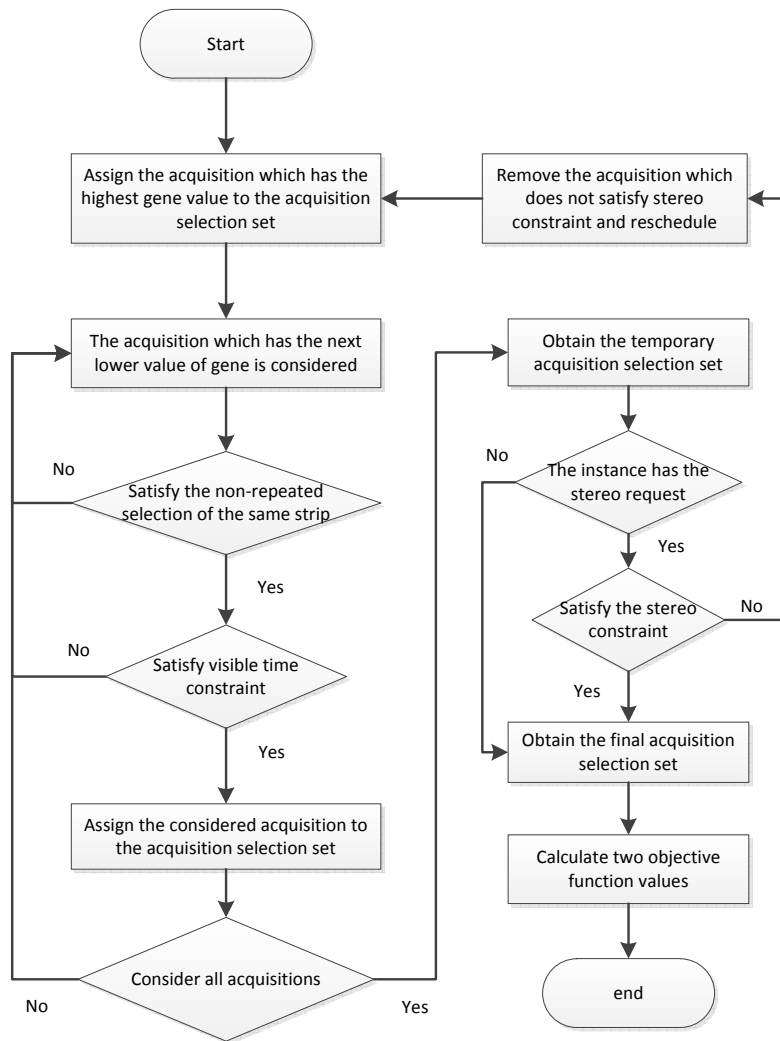 Start
Assign the acquisition which has the
highest gene value to the acquisition
selection set
Remove the acquisition which
does not satisfy stereo
constraint and reschedule
The acquisition which has the next
lower value of gene is considered
No
Satisfy the non-repeated
selection of the same strip
Yes
No
Satisfy visible time
constraint
Yes
Assign the considered acquisition to
the acquisition selection set
Consider all acquisitions
No
Yes
Obtain the temporary
acquisition selection set
No
The instance has the
stereo request
Yes
Satisfy the stereo
constraint
No
Yes
Obtain the final acquisition
selection set
Calculate two objective
function values
end